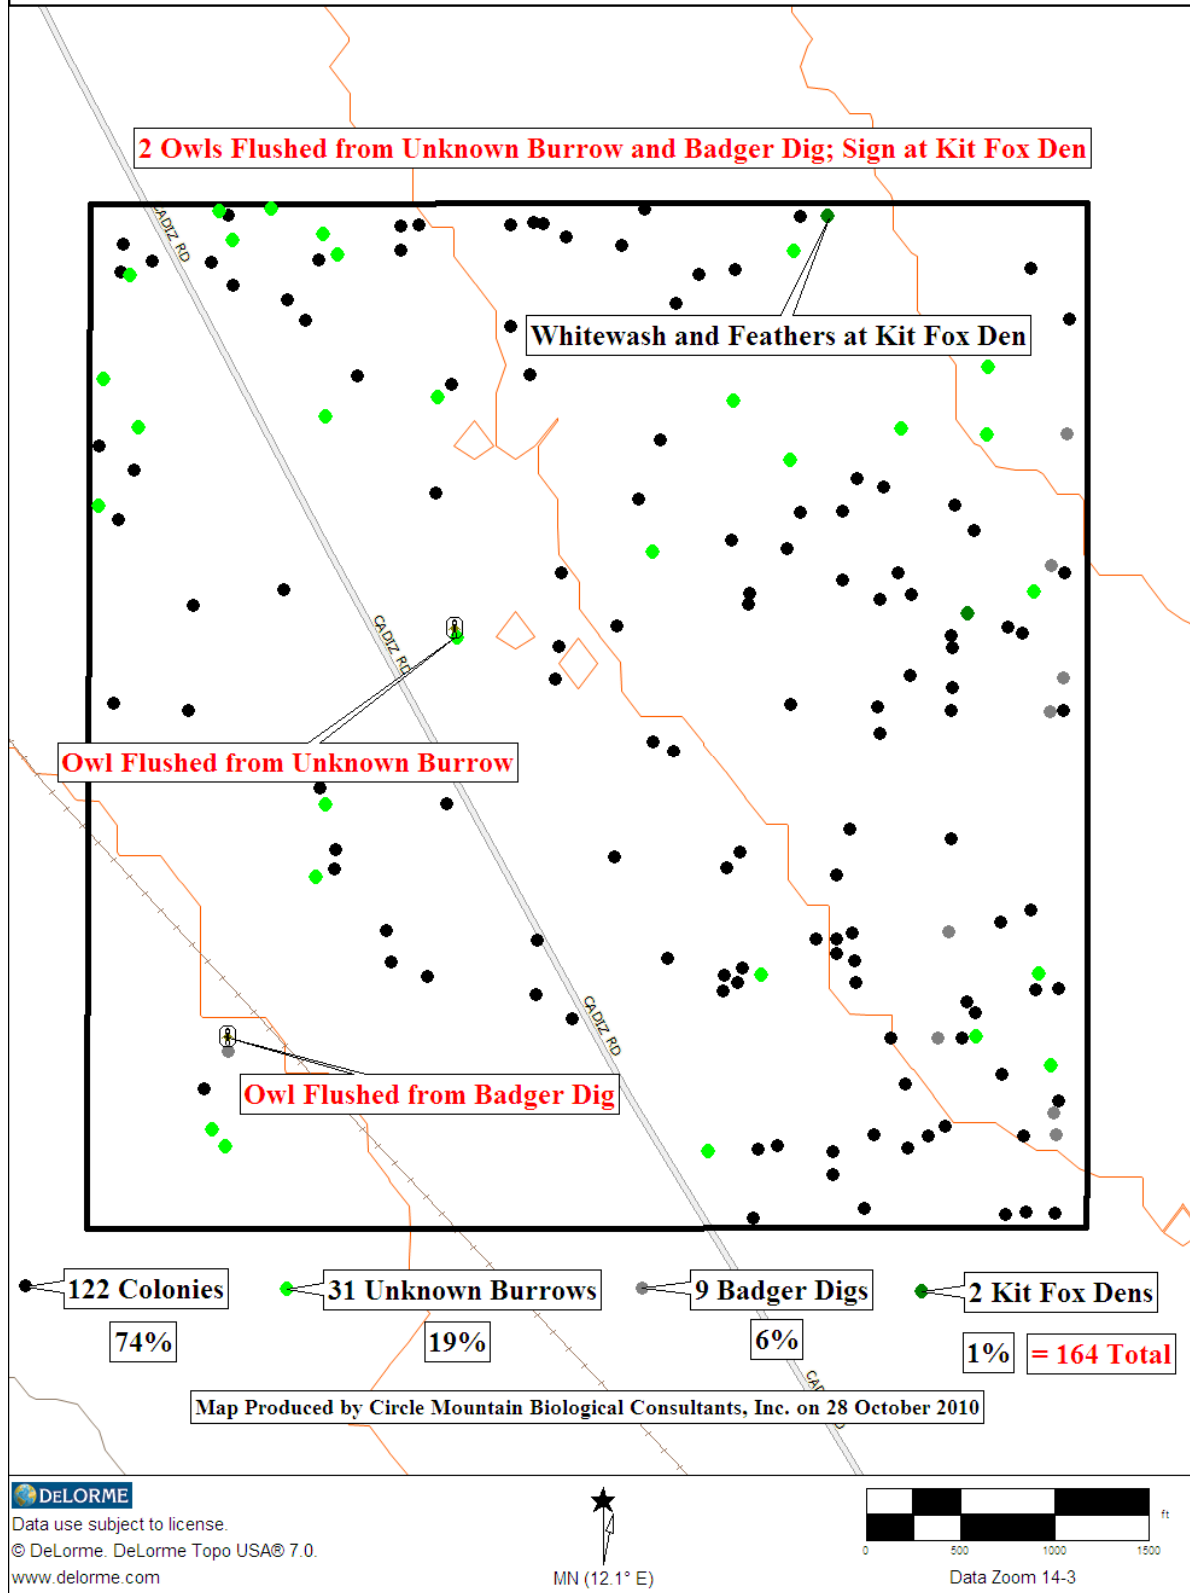 2 Owls Flushed from Unknown Burrow and Badger Dig; Sign at Kit Fox Den
CADIZ RD
Whitewash and Feathers at Kit Fox Den
CADIZ RD
Owl Flushed from Unknown Burrow
CADIZ RD
Owl Flushed from Badger Dig
122 Colonies
31 Unknown Burrows
9 Badger Digs
2 Kit Fox Dens
74%
19%
6%
1%
= 164 Total
Map Produced by Circle Mountain Biological Consultants, Inc. on 28 October 2010
DELORME
Data use subject to license.
© DeLorme. DeLorme Topo USA® 7.0.
www.delorme.com
MN (12.1° E)
ft
0 500 1000 1500
Data Zoom 14-3